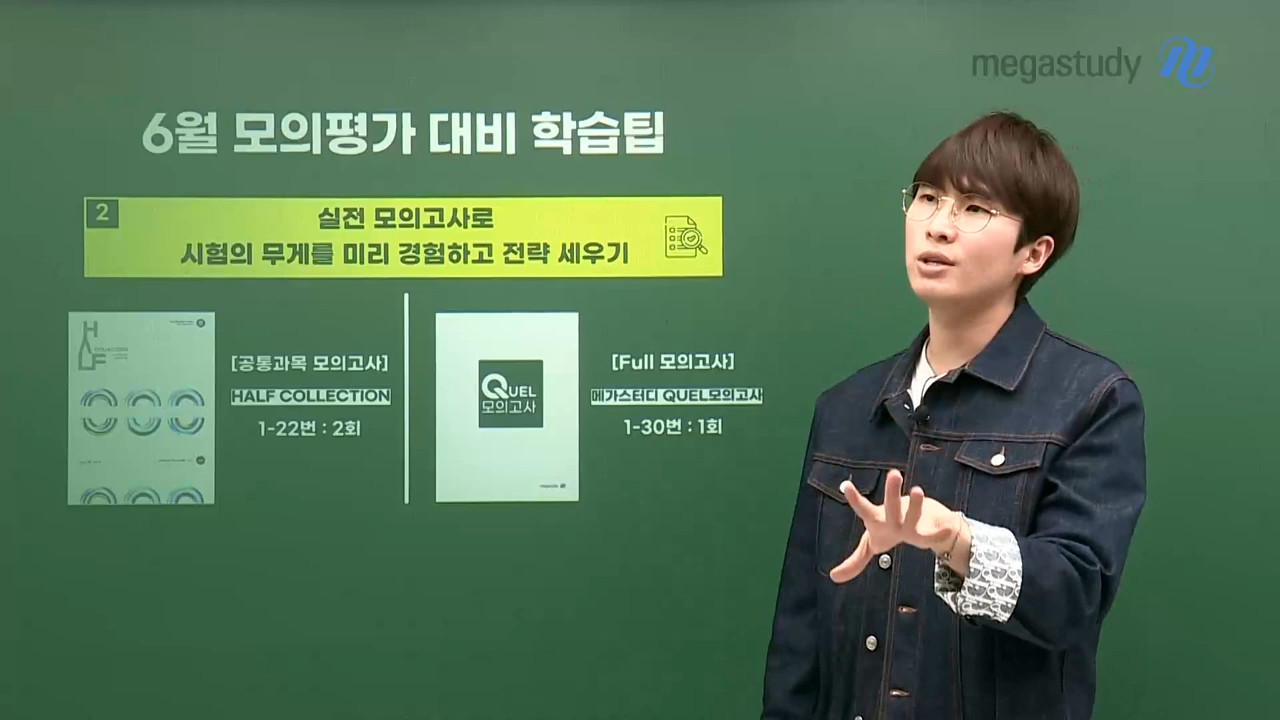 megastudy
6월 모의평가 대비 학습팁
2
실전 모의고사로
시험의 무게를 미리 경험하고 전략 세우기
HALF
COLLECTION
[공통과목 모의고사]
HALF COLLECTION
1-22번 : 2회
QUEL
모의고사
[Full 모의고사]
메가스터디 QUEL모의고사
1-30번 : 1회